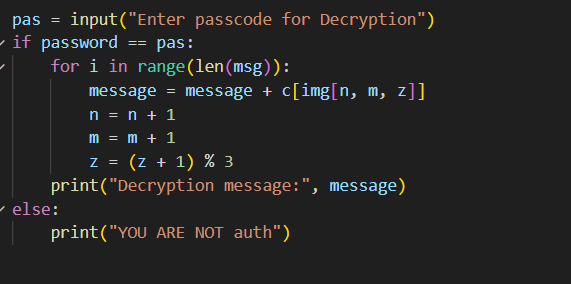 pas = input("Enter passcode for Decryption")
if password == pas:
    for i in range(len(msg)):
        message = message + c[img[n, m, z]]
        n = n + 1
        m = m + 1
        z = (z + 1) % 3
    print("Decryption message:", message)
else:
    print("YOU ARE NOT auth")